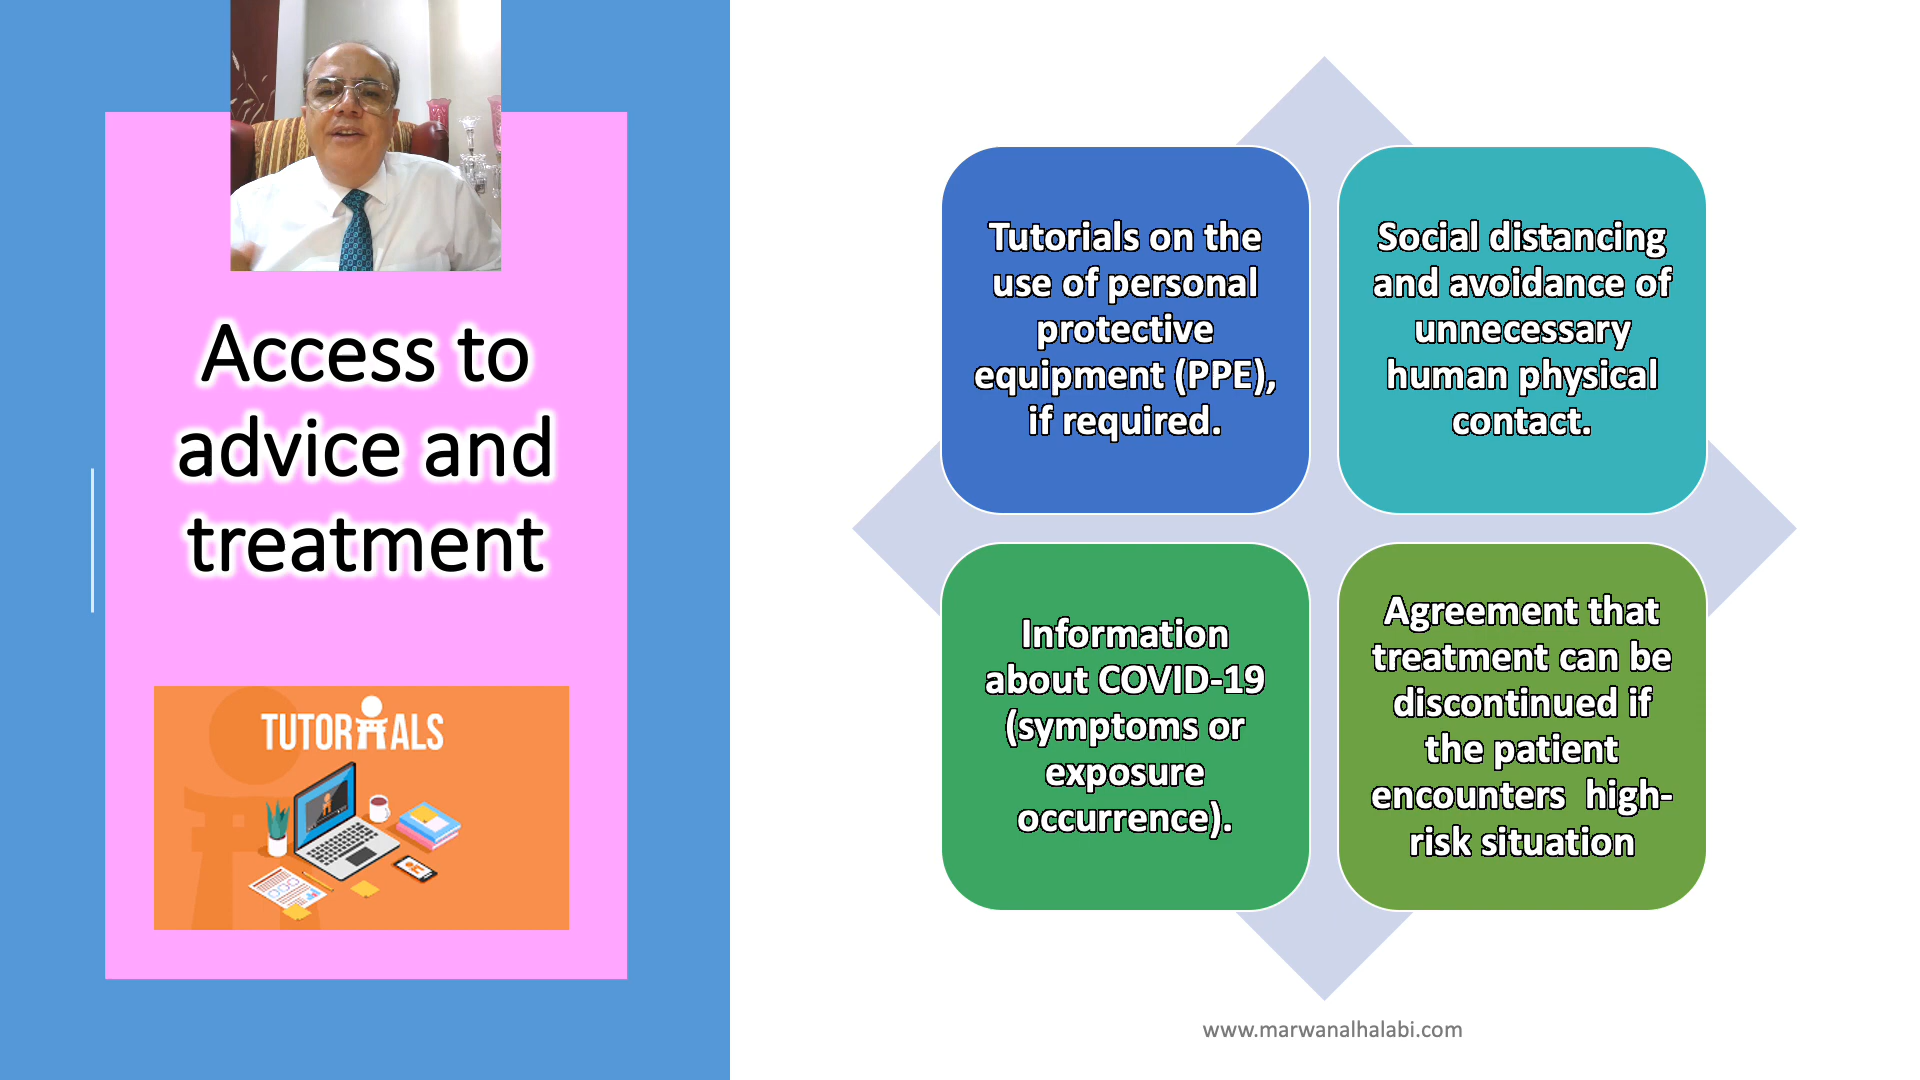 Access to
advice and
treatment
TUTORIALS
Tutorials on the
use of personal
protective
equipment (PPE),
if required.
Social distancing
and avoidance of
unnecessary
human physical
contact.
Information
about COVID-19
(symptoms or
exposure
occurrence).
Agreement that
treatment can be
discontinued if
the patient
encounters  high-
risk situation
www.marwanalhalabi.com